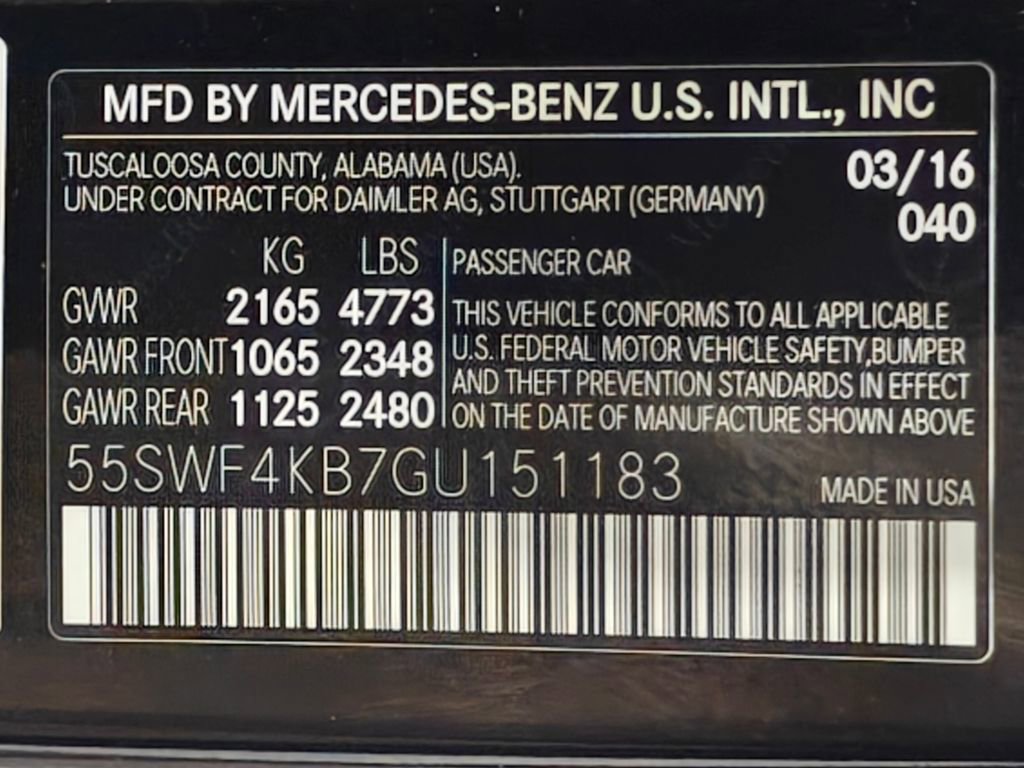 MFD BY MERCEDES-BENZ U.S. INTL., INC
TUSCALOOSA COUNTY, ALABAMA (USA).
UNDER CONTRACT FOR DAIMLER AG, STUTTGART (GERMANY)
03/16
040
KG LBS
GVWR 2165 4773
GAWR FRONT 1065 2348
GAWR REAR 1125 2480
PASSENGER CAR
THIS VEHICLE CONFORMS TO ALL APPLICABLE
U.S. FEDERAL MOTOR VEHICLE SAFETY,BUMPER
AND THEFT PREVENTION STANDARDS IN EFFECT
ON THE DATE OF MANUFACTURE SHOWN ABOVE
55SWF4KB7GU151183
MADE IN USA